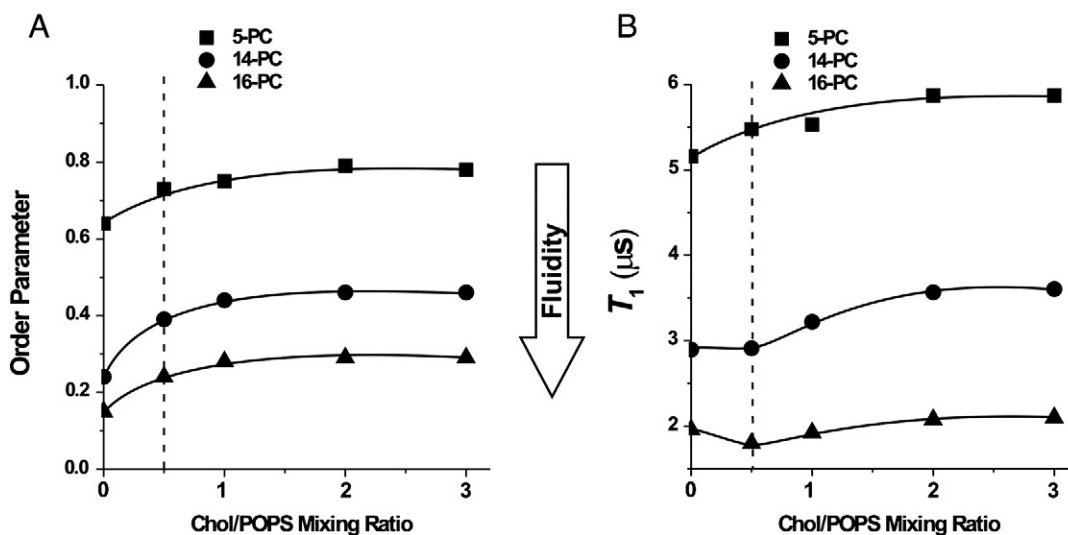 A
5-PC
14-PC
16-PC
1.0
0.8
0.6
0.4
0.2
0.0
Order Parameter
0 1 2 3
Chol/POPS Mixing Ratio
Fluidity
B
5-PC
14-PC
16-PC
6
5
4
3
2
T1 (μs)
0 1 2 3
Chol/POPS Mixing Ratio